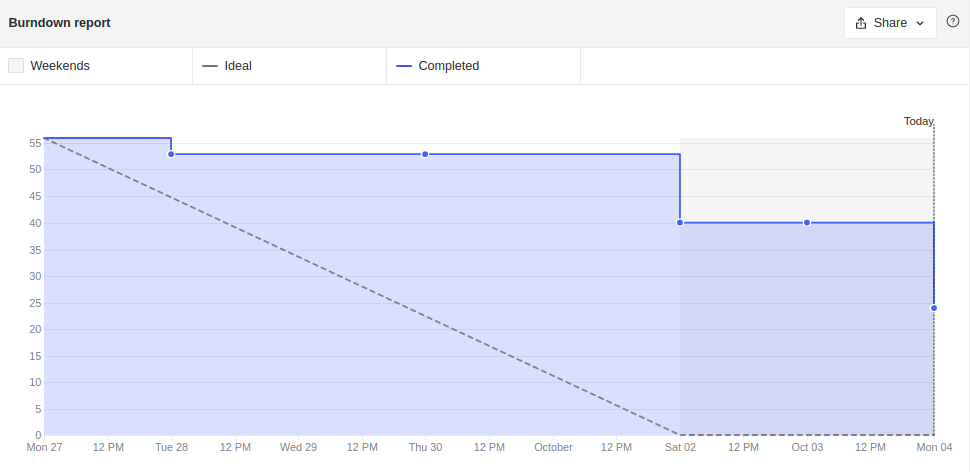 Burndown report
Share
Weekends
Ideal
Completed
Today
55
50
45
40
35
30
25
20
15
10
5
0
Mon 27 12 PM Tue 28 12 PM Wed 29 12 PM Thu 30 12 PM October 12 PM Sat 02 12 PM Oct 03 12 PM Mon 04